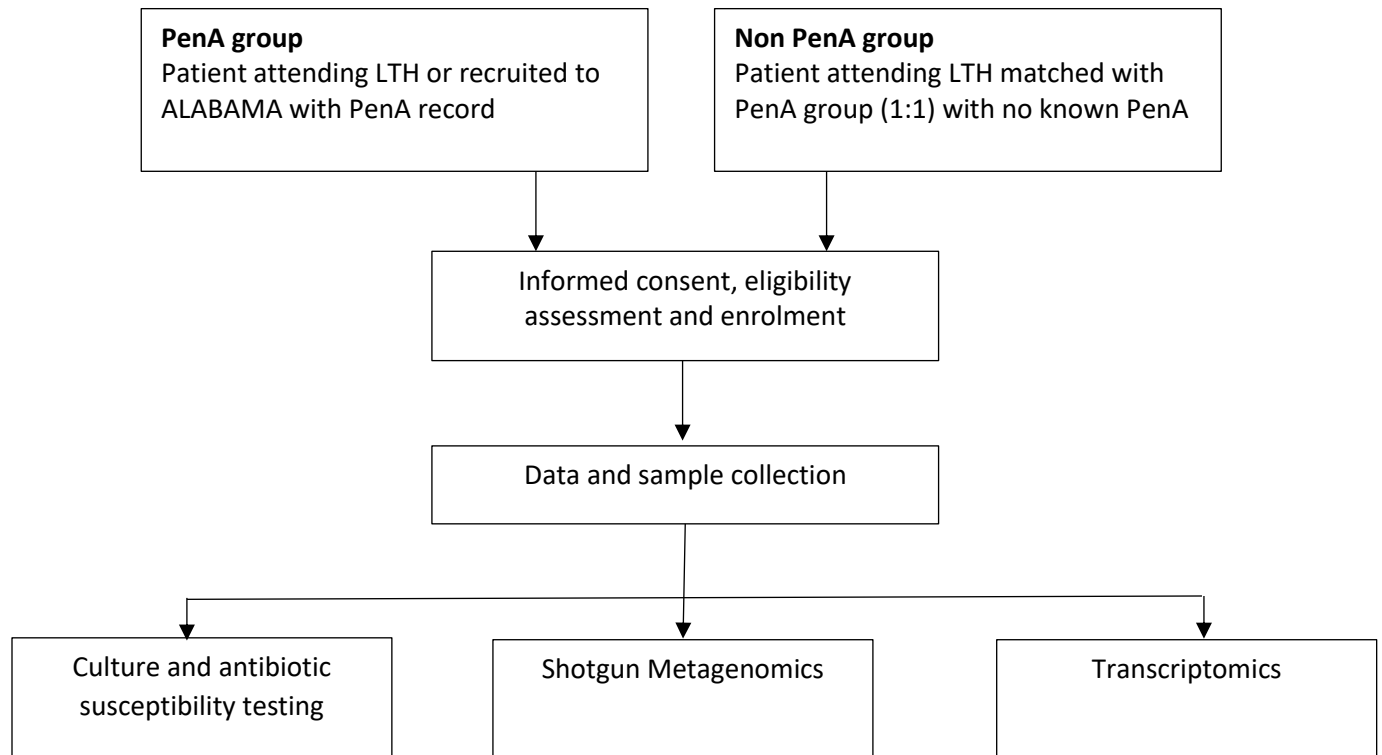 PenA group
Patient attending LTH or recruited to
ALABAMA with PenA record
Non PenA group
Patient attending LTH matched with
PenA group (1:1) with no known PenA
Informed consent, eligibility
assessment and enrolment
Data and sample collection
Culture and antibiotic
susceptibility testing
Shotgun Metagenomics
Transcriptomics